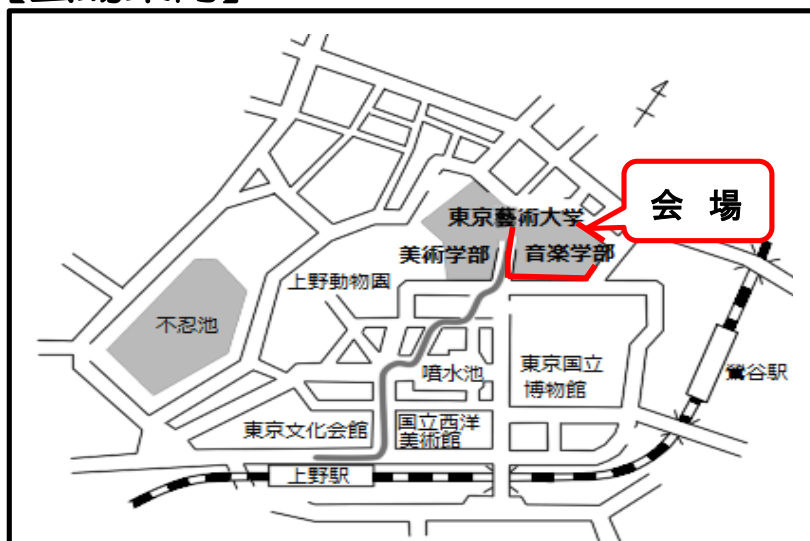 会 場
東京藝術大学
美術学部
音楽学部
上野動物園
不忍池
噴水池
東京国立
博物館
鶯谷駅
東京文化会館
国立西洋
美術館
上野駅